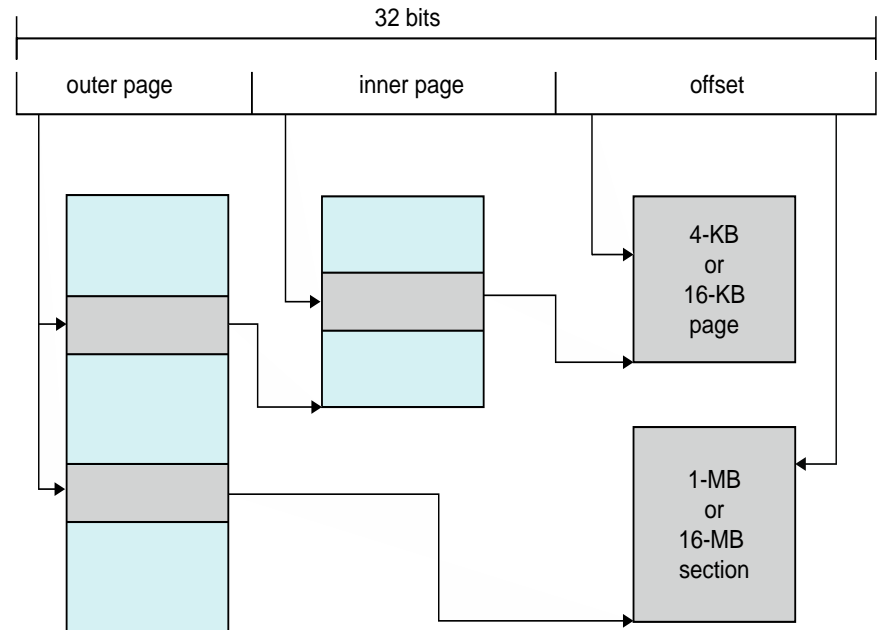 32 bits
outer page
inner page
offset
4-KB
or
16-KB
page
1-MB
or
16-MB
section